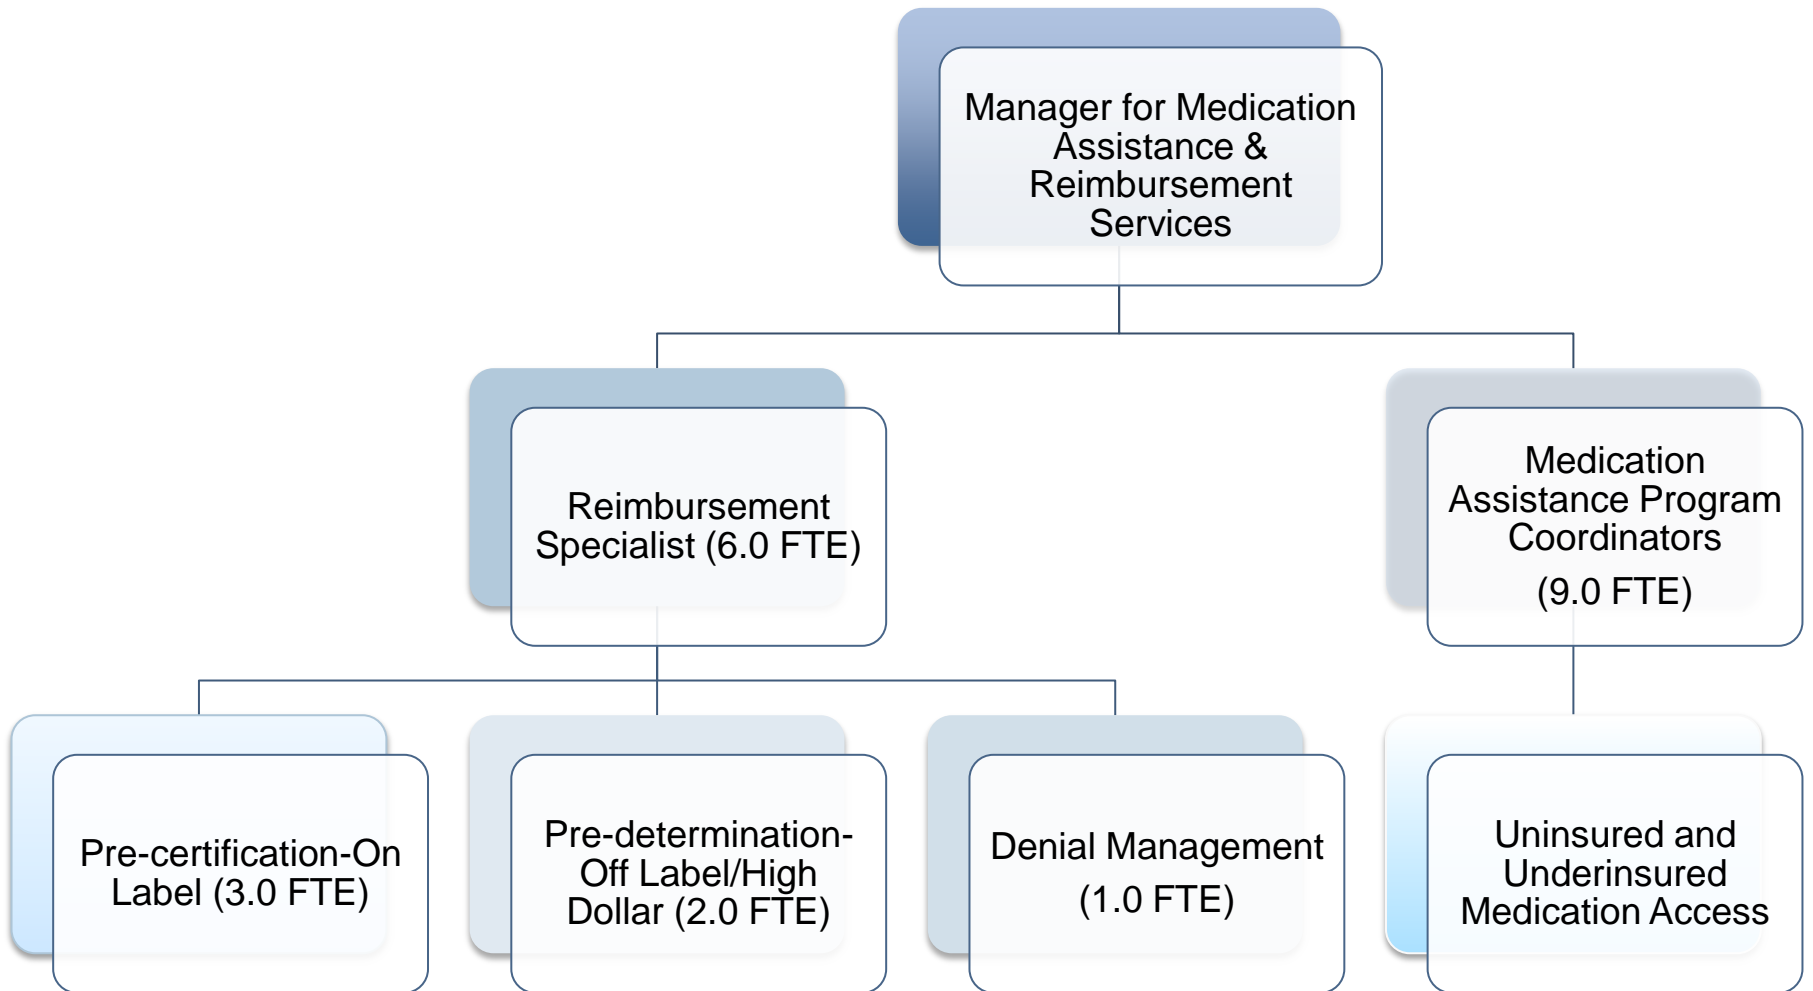 Manager for Medication
Assistance &
Reimbursement
Services
Reimbursement
Specialist (6.0 FTE)
Medication
Assistance Program
Coordinators
(9.0 FTE)
Pre-certification-On
Label (3.0 FTE)
Pre-determination-
Off Label/High
Dollar (2.0 FTE)
Denial Management
(1.0 FTE)
Uninsured and
Underinsured
Medication Access